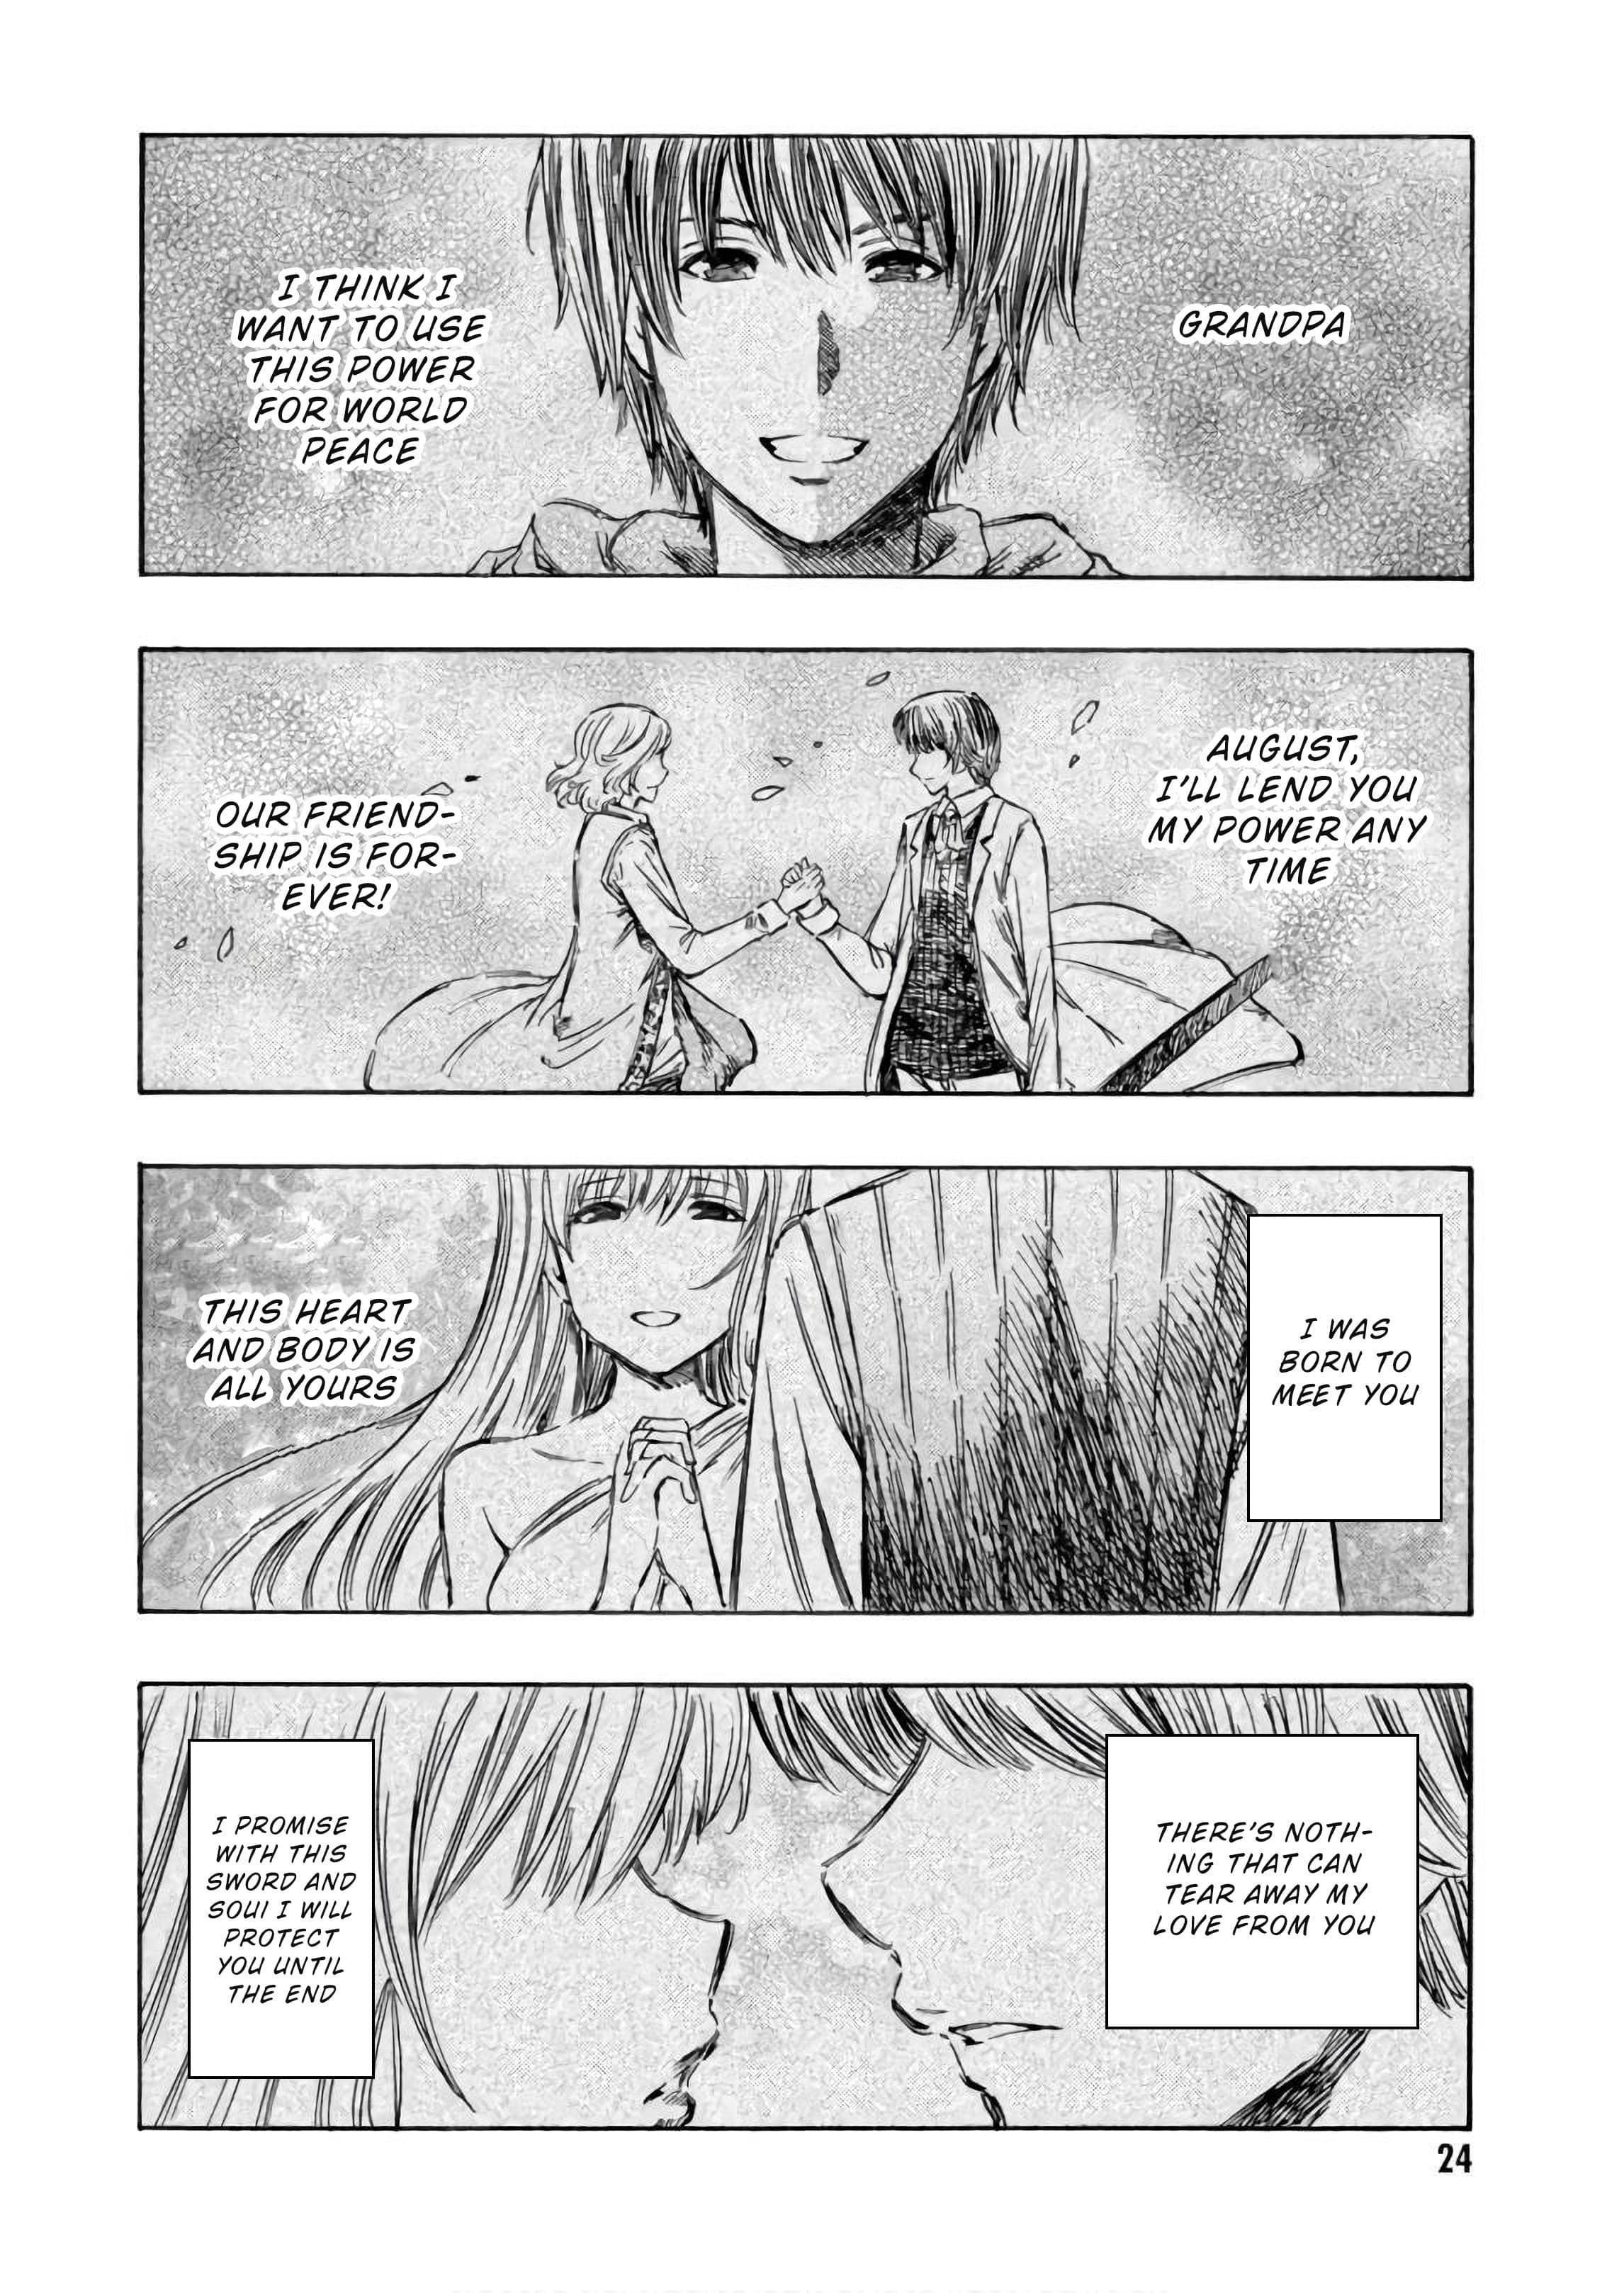 GRANDPA
I THINK I
WANT TO USE
THIS POWER
FOR WORLD
PEACE
AUGUST,
I'LL LEND YOU
MY POWER ANY
TIME
OUR FRIEND-
SHIP IS FOR-
EVER!
I WAS
BORN TO
MEET YOU
THIS HEART
AND BODY IS
ALL YOURS
THERE'S NOTH-
ING THAT CAN
TEAR AWAY MY
LOVE FROM YOU
I PROMISE
WITH THIS
SWORD AND
SOUI I WILL
PROTECT
YOU UNTIL
THE END
24